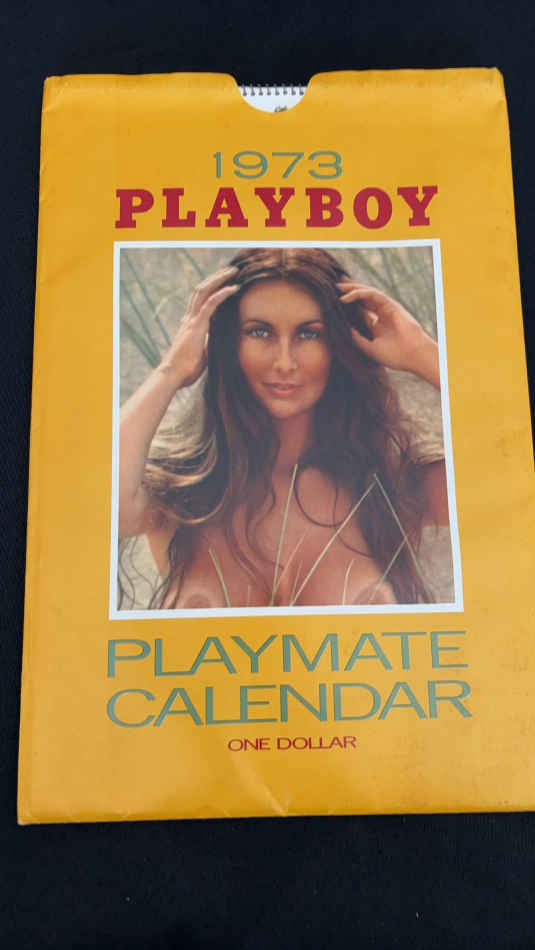 1973
PLAYBOY
PLAYMATE
CALENDAR
ONE DOLLAR